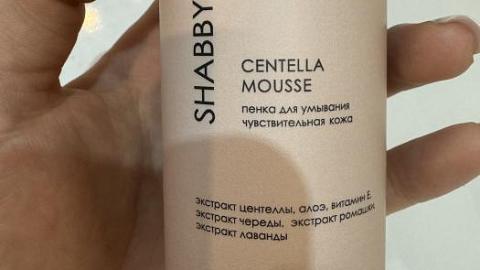 SHABBY
CENTELLA
MOUSSE
пенка для умывания
чувствительная кожа
экстракт центеллы, алоэ, витамин Е,
экстракт череды, экстракт ромашки,
экстракт лаванды